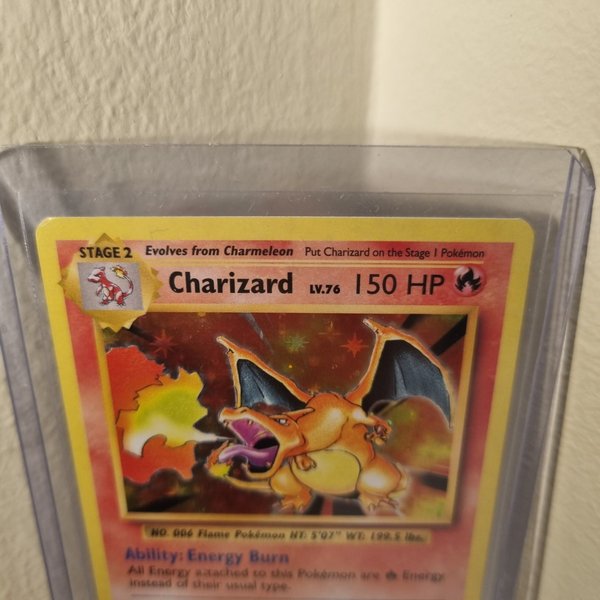 STAGE 2 Evolves from Charmeleon Put Charizard on the Stage 1 Pokémon
Charizard LV.76 150 HP
NO. 006 Flame Pokémon HT: 5'07" WT: 199.5 lbs.
Ability: Energy Burn
All Energy attached to this Pokémon are Energy
instead of their usual type.